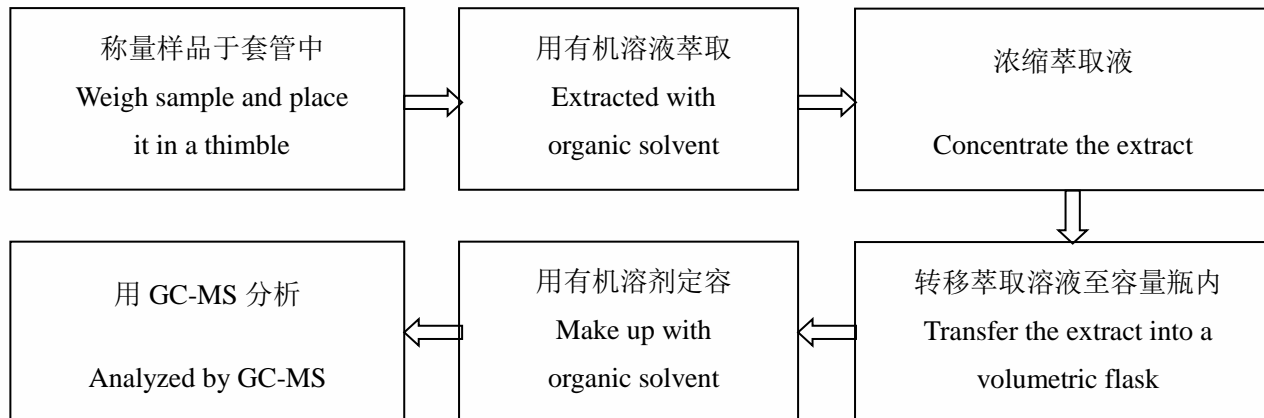 称量样品于套管中
Weigh sample and place
it in a thimble
用有机溶液萃取
Extracted with
organic solvent
浓缩萃取液
Concentrate the extract
转移萃取溶液至容量瓶内
Transfer the extract into a
volumetric flask
用有机溶剂定容
Make up with
organic solvent
用 GC-MS 分析
Analyzed by GC-MS